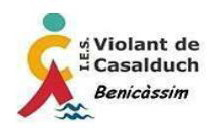 I.E.S.
Violant de
Casalduch
Benicàssim